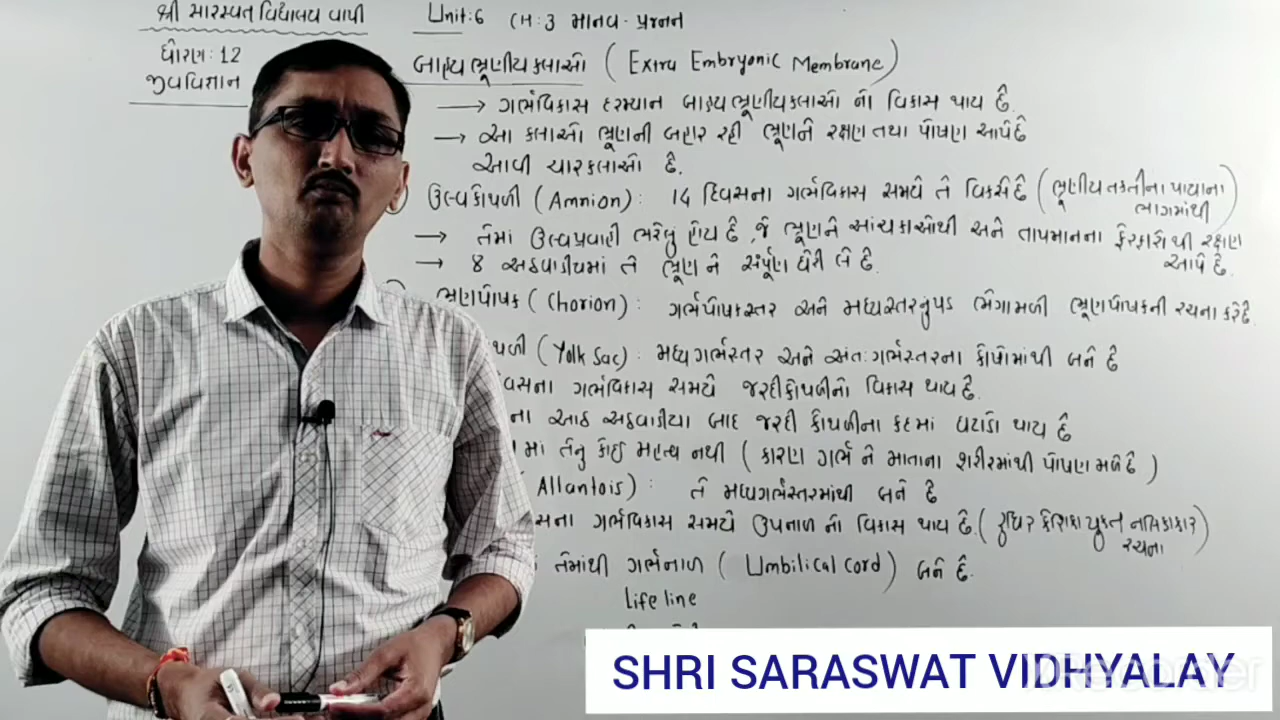 શ્રી સારસ્વત વિદ્યાલય વાપી
Unit: 6 CH: 3 માનવ - પ્રજનન
ધોરણ: 12
જીવવિજ્ઞાન
બાહ્ય ભ્રૂણીય કલાઓ (Extra Embryonic Membrane)
→ ગર્ભવિકાસ દરમ્યાન બાહ્ય ભ્રૂણીયકલાઓ નો વિકાસ થાય છે.
→ આ કલાઓ ભ્રૂણની બહાર રહી ભ્રૂણને રક્ષણ તથા પોષણ આપે છે
આવી ચાર કલાઓ છે.
ઉલ્વકોથળી (Amnion): 14 દિવસના ગર્ભવિકાસ સમયે તે વિકસે છે (ભ્રૂણીય તકતીના પાયાના ભાગમાંથી)
→ તેમાં ઉલ્વપ્રવાહી ભરેલું હોય છે, જે ભ્રૂણને આંચકાઓથી અને તાપમાનના ફેરફારોથી રક્ષણ આપે છે.
→ 8 અઠવાડીયામાં તે ભ્રૂણ ને સંપૂર્ણ ઘેરી લે છે.
ભ્રૂણપોષક (Chorion): ગર્ભપોષકસ્તર અને મધ્યસ્તરનુપડ ભેગામળી ભ્રૂણપોષકની રચના કરે છે.
થળી (Yolk Sac): મધ્યગર્ભસ્તર અને અંતઃગર્ભસ્તરના કોષોમાંથી બને છે
વસના ગર્ભવિકાસ સમયે જરદીકોથળીનો વિકાસ થાય છે.
ના આઠ અઠવાડીયા બાદ જરદી કોથળીના કદમાં ઘટાડો થાય છે
માં તેનુ કોઈ મહત્વ નથી (કારણ ગર્ભ ને માતાના શરીરમાંથી પોષણ મળે છે)
Allantois): તે મધ્યગર્ભસ્તરમાંથી બને છે
સના ગર્ભવિકાસ સમયે ઉપનાળ નો વિકાસ થાય છે. (રુધિર કેશિકા યુક્ત નલિકાકાર રચના)
તેમાંથી ગર્ભનાળ (Umbilical cord) બને છે.
Life line
SHRI SARASWAT VIDHYALAY